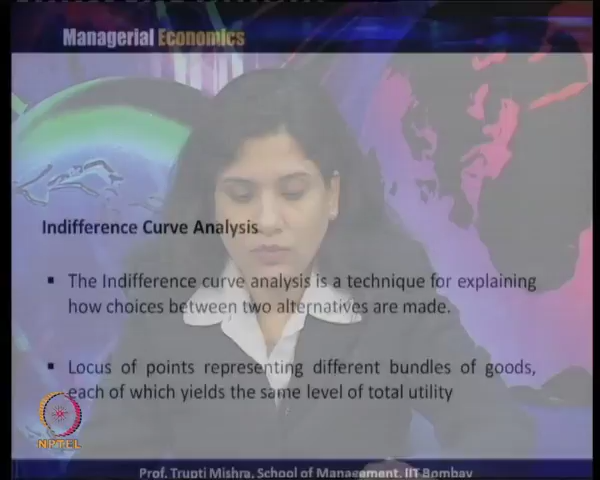 Managerial Economics
Indifference Curve Analysis
▪ The Indifference curve analysis is a technique for explaining
how choices between two alternatives are made.
▪ Locus of points representing different bundles of goods,
each of which yields the same level of total utility
NPTEL
Prof. Trupti Mishra, School of Management, IIT Bombay